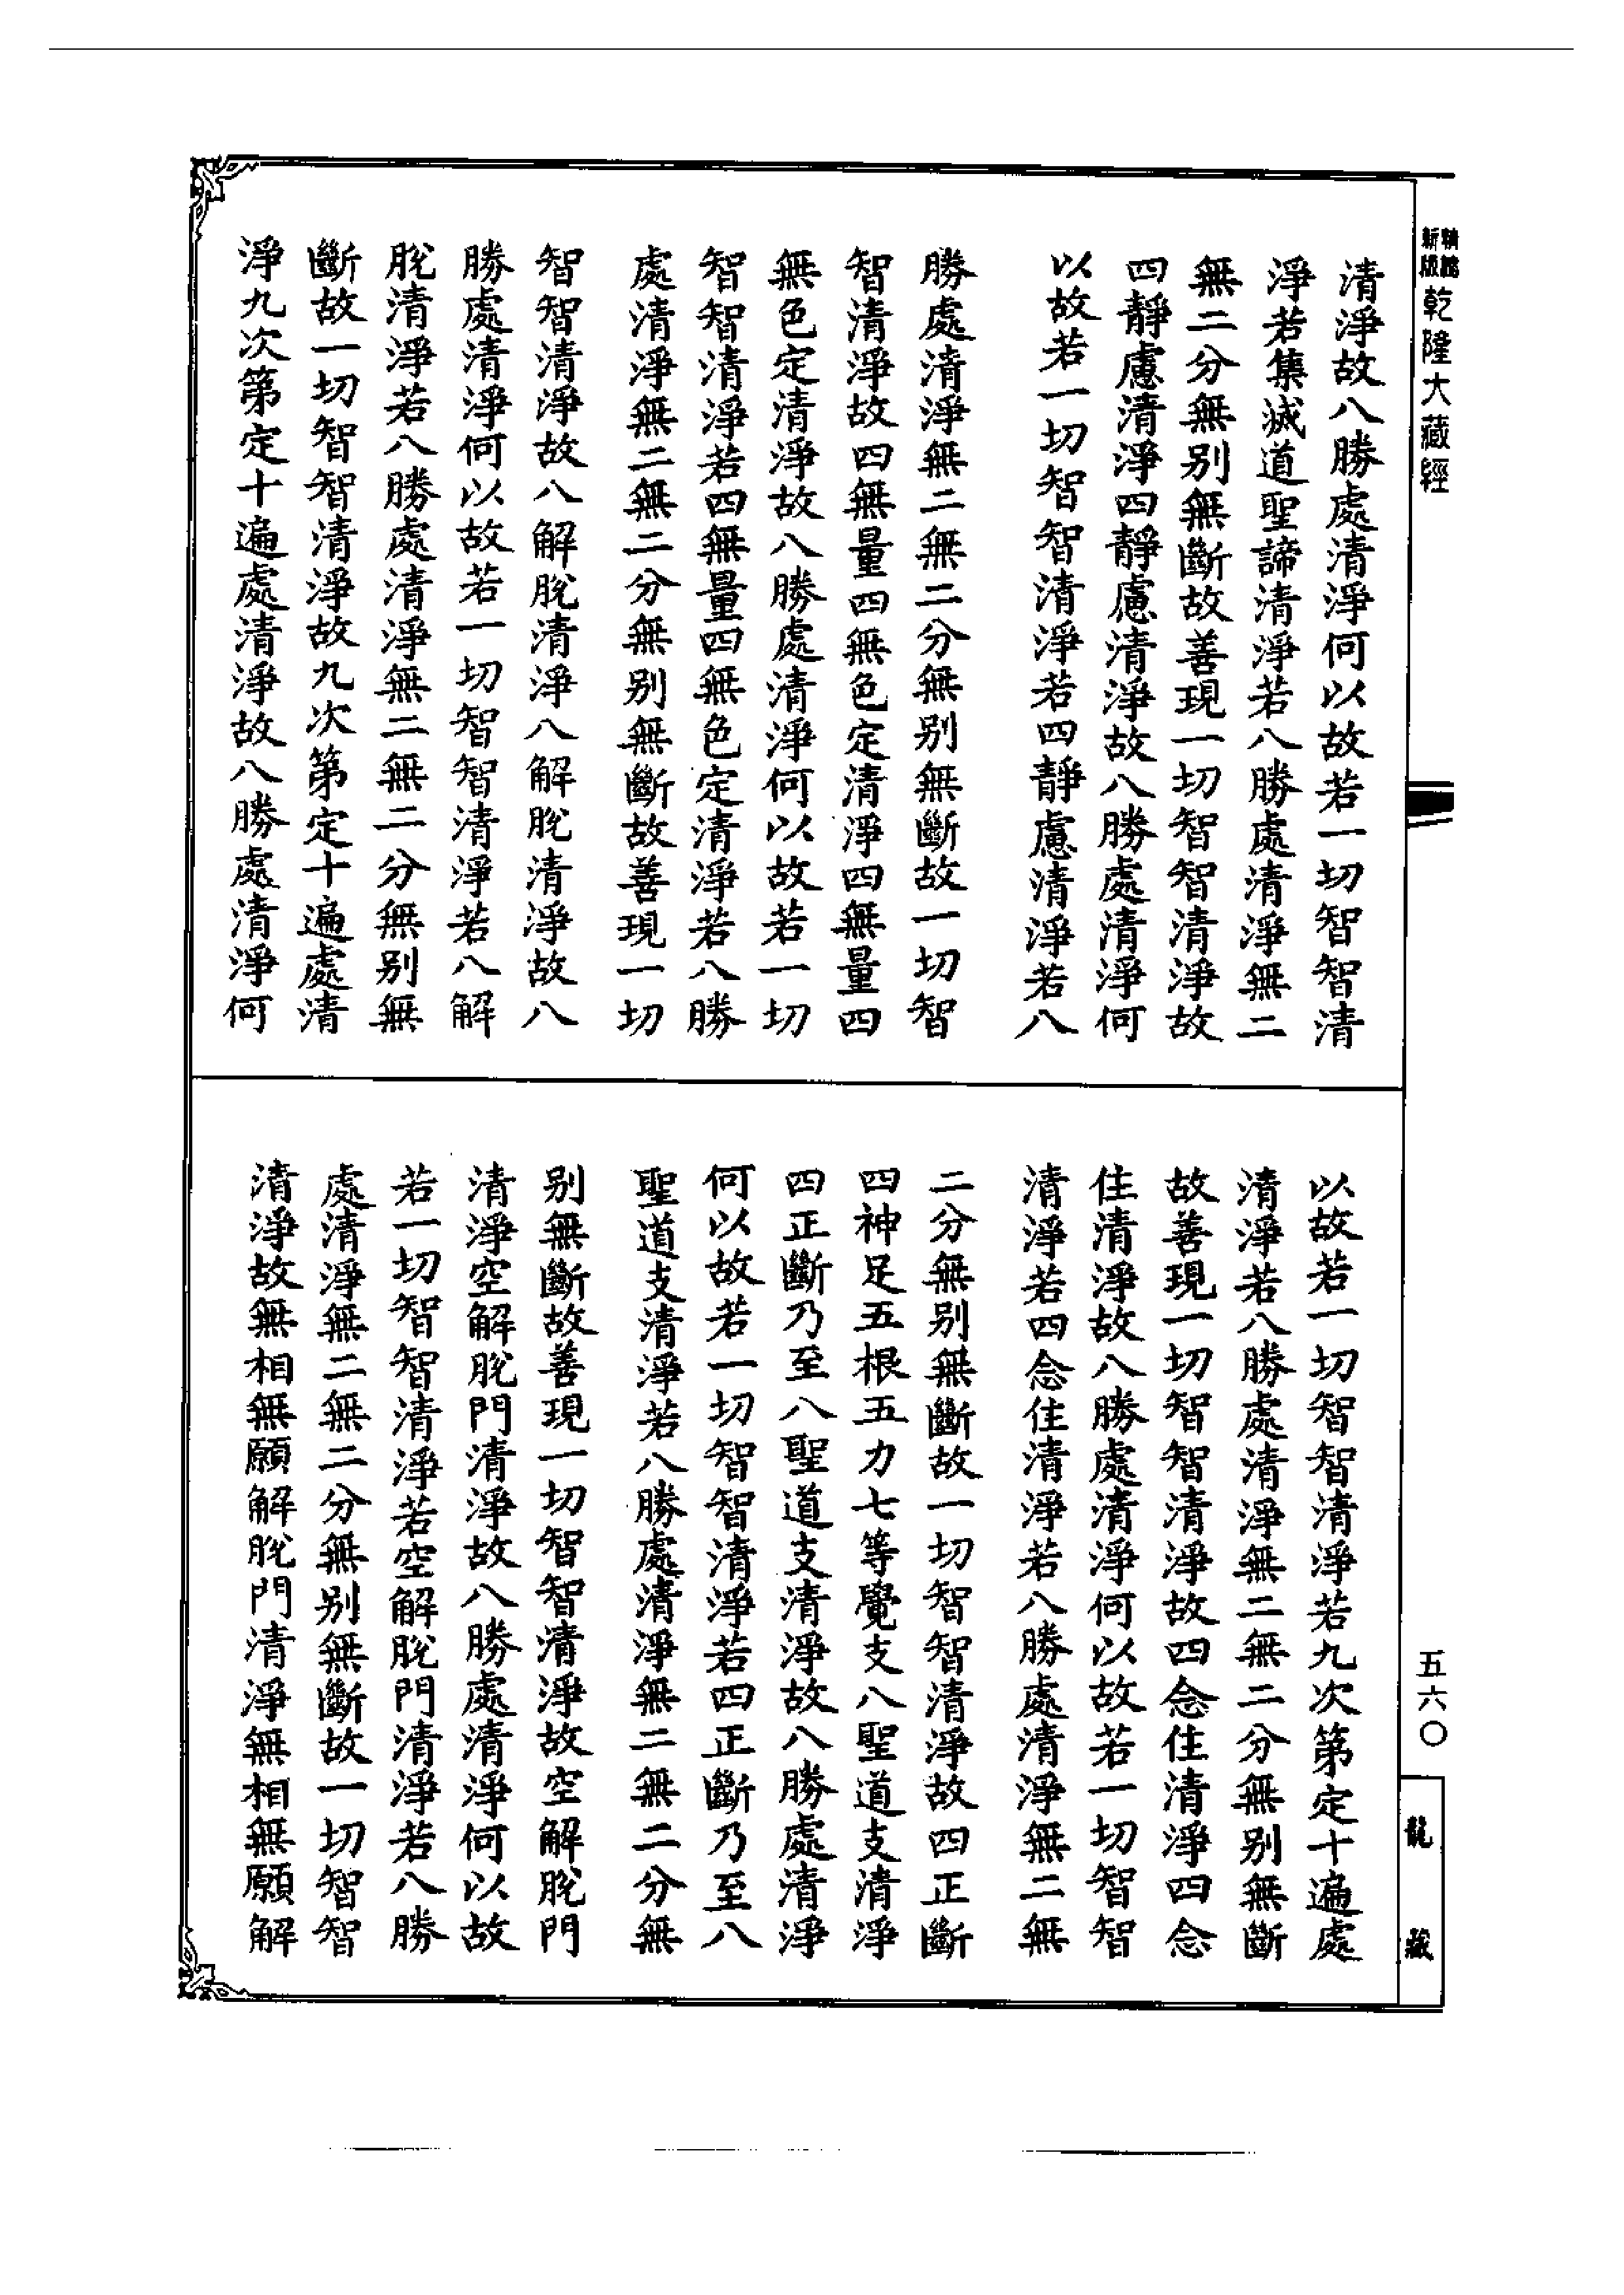 精編新版乾隆大藏經
清淨故八勝處清淨何以故若一切智智清
淨若集滅道聖諦清淨若八勝處清淨無二
無二分無別無斷故善現一切智智清淨故
四靜慮清淨四靜慮清淨故八勝處清淨何
以故若一切智智清淨若四靜慮清淨若八
勝處清淨無二無二分無別無斷故一切智
智清淨故四無量四無色定清淨四無量四
無色定清淨故八勝處清淨何以故若一切
智智清淨若四無量四無色定清淨若八勝
處清淨無二無二分無別無斷故善現一切
智智清淨故八解脫清淨八解脫清淨故八
勝處清淨何以故若一切智智清淨若八解
脫清淨若八勝處清淨無二無二分無別無
斷故一切智智清淨故九次第定十遍處清
淨九次第定十遍處清淨故八勝處清淨何
以故若一切智智清淨若九次第定十遍處
清淨若八勝處清淨無二無二分無別無斷
故善現一切智智清淨故四念住清淨四念
住清淨故八勝處清淨何以故若一切智智
清淨若四念住清淨若八勝處清淨無二無
二分無別無斷故一切智智清淨故四正斷
四神足五根五力七等覺支八聖道支清淨
四正斷乃至八聖道支清淨故八勝處清淨
何以故若一切智智清淨若四正斷乃至八
聖道支清淨若八勝處清淨無二無二分無
別無斷故善現一切智智清淨故空解脫門
清淨空解脫門清淨故八勝處清淨何以故
若一切智智清淨若空解脫門清淨若八勝
處清淨無二無二分無別無斷故一切智智
清淨故無相無願解脫門清淨無相無願解
五六〇
龍藏